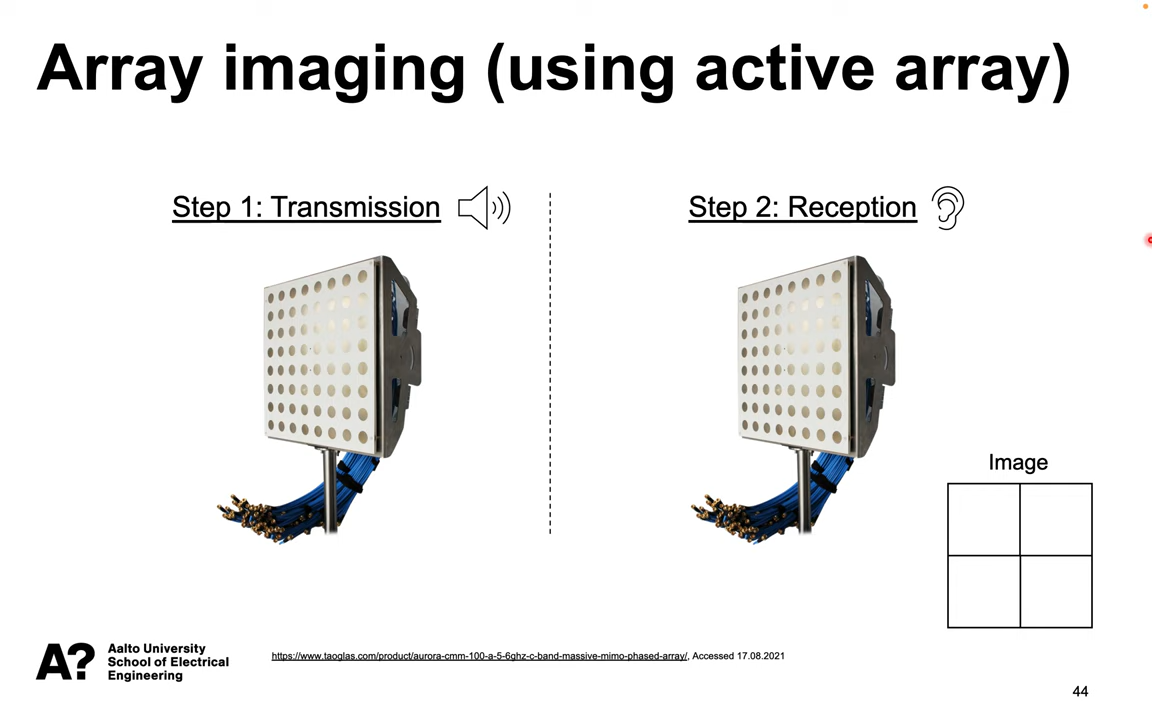 Array imaging (using active array)
Step 1: Transmission
Step 2: Reception
Image
A?
Aalto University
School of Electrical
Engineering
https://www.taoglas.com/product/aurora-cmm-100-a-5-6ghz-c-band-massive-mimo-phased-array/, Accessed 17.08.2021
44